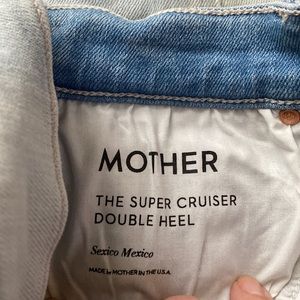 MOTHER
THE SUPER CRUISER
DOUBLE HEEL
Sexico Mexico
MADE by MOTHER IN THE U.S.A.